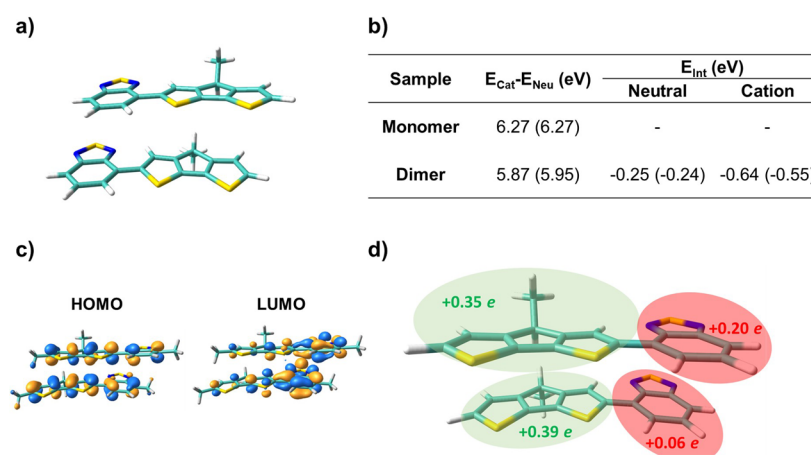 a)
b)
Sample E_Cat-E_Neu (eV) E_Int (eV)
Neutral Cation
Monomer 6.27 (6.27) - -
Dimer 5.87 (5.95) -0.25 (-0.24) -0.64 (-0.55)
c)
d)
HOMO LUMO
+0.35 e
+0.20 e
+0.39 e
+0.06 e